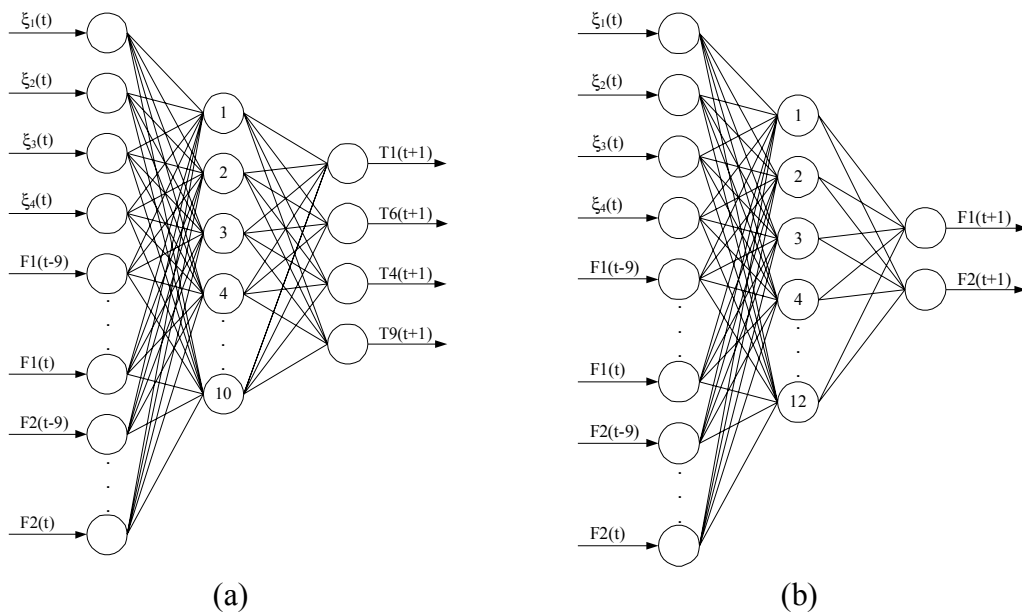 ξ₁(t)
ξ₂(t)
ξ₃(t)
ξ₄(t)
F1(t-9)
F1(t)
F2(t-9)
F2(t)
1
2
3
4
10
T1(t+1)
T6(t+1)
T4(t+1)
T9(t+1)
(a)
ξ₁(t)
ξ₂(t)
ξ₃(t)
ξ₄(t)
F1(t-9)
F1(t)
F2(t-9)
F2(t)
1
2
3
4
12
F1(t+1)
F2(t+1)
(b)